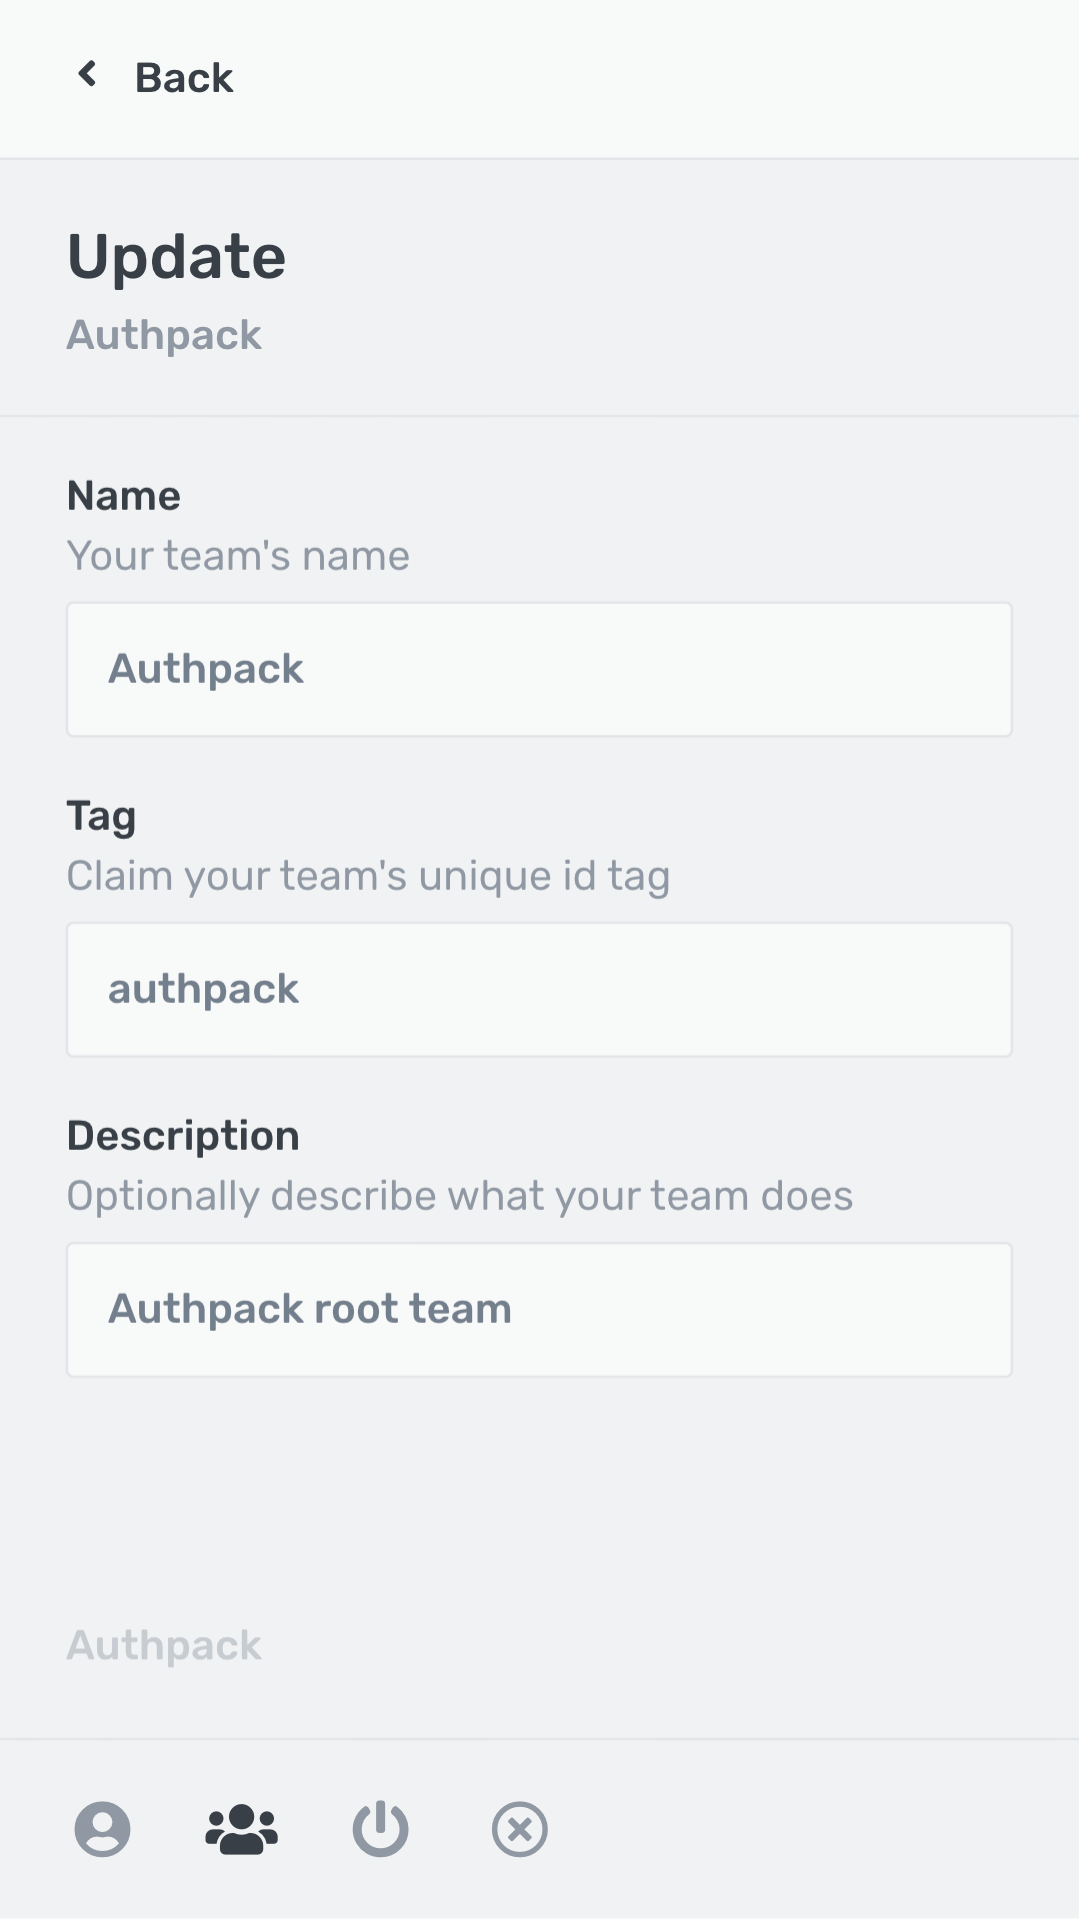 Back
Update
Authpack
Name
Your team's name
Authpack
Tag
Claim your team's unique id tag
authpack
Description
Optionally describe what your team does
Authpack root team
Authpack